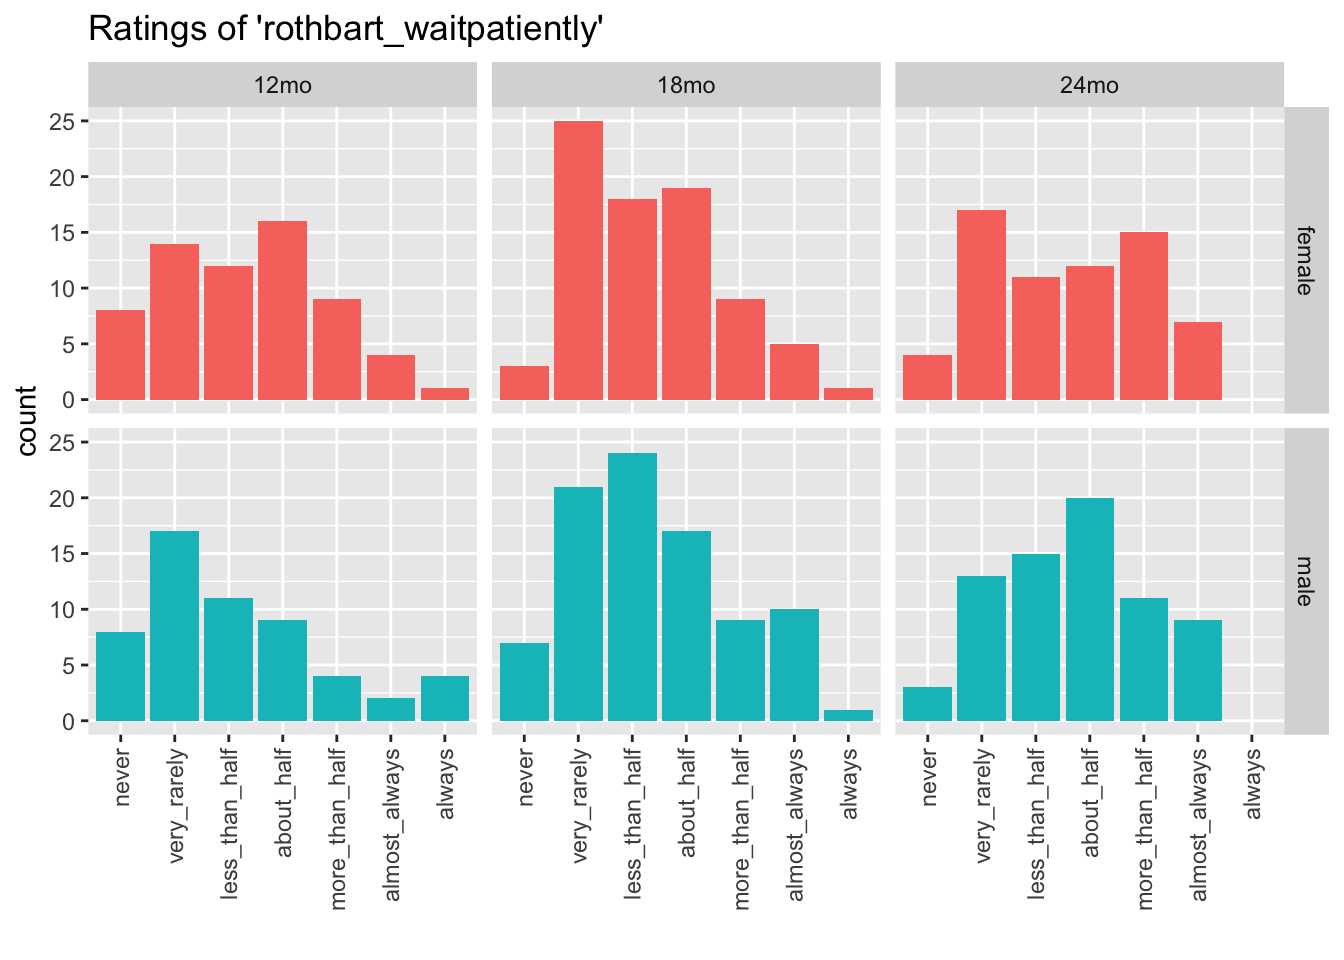 Ratings of 'rothbart_waitpatiently'
12mo 18mo 24mo
count
25
20
15
10
5
0
female
25
20
15
10
5
0
male
never very_rarely less_than_half about_half more_than_half almost_always always
never very_rarely less_than_half about_half more_than_half almost_always always
never very_rarely less_than_half about_half more_than_half almost_always always